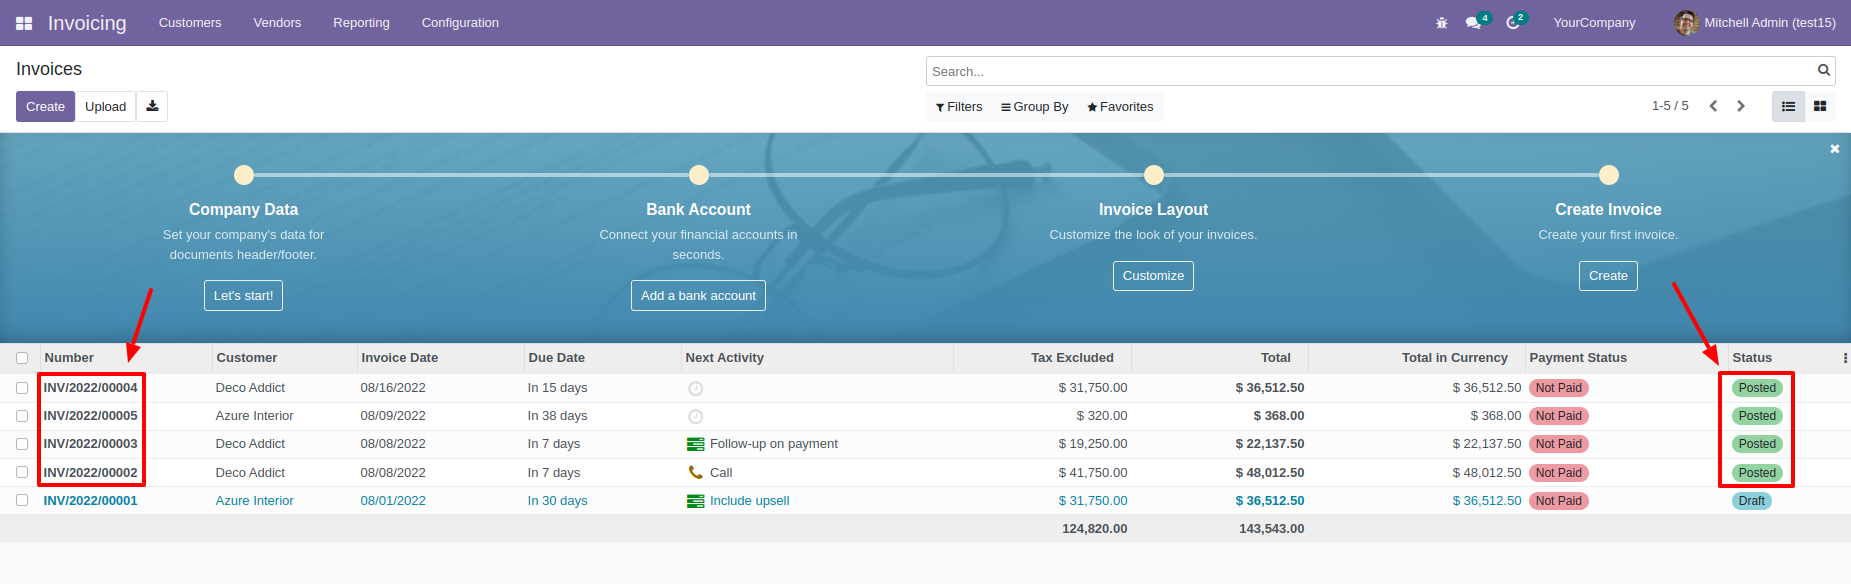 Invoicing Customers Vendors Reporting Configuration 4 2 YourCompany Mitchell Admin (test15)
Invoices
Search...
Create Upload
Filters Group By Favorites 1-5 / 5
Company Data
Set your company's data for
documents header/footer.
Let's start!
Bank Account
Connect your financial accounts in
seconds.
Add a bank account
Invoice Layout
Customize the look of your invoices.
Customize
Create Invoice
Create your first invoice.
Create
Number Customer Invoice Date Due Date Next Activity Tax Excluded Total Total in Currency Payment Status Status
INV/2022/00004 Deco Addict 08/16/2022 In 15 days $ 31,750.00 $ 36,512.50 $ 36,512.50 Not Paid Posted
INV/2022/00005 Azure Interior 08/09/2022 In 38 days $ 320.00 $ 368.00 $ 368.00 Not Paid Posted
INV/2022/00003 Deco Addict 08/08/2022 In 7 days Follow-up on payment $ 19,250.00 $ 22,137.50 $ 22,137.50 Not Paid Posted
INV/2022/00002 Deco Addict 08/08/2022 In 7 days Call $ 41,750.00 $ 48,012.50 $ 48,012.50 Not Paid Posted
INV/2022/00001 Azure Interior 08/01/2022 In 30 days Include upsell $ 31,750.00 $ 36,512.50 $ 36,512.50 Not Paid Draft
124,820.00 143,543.00